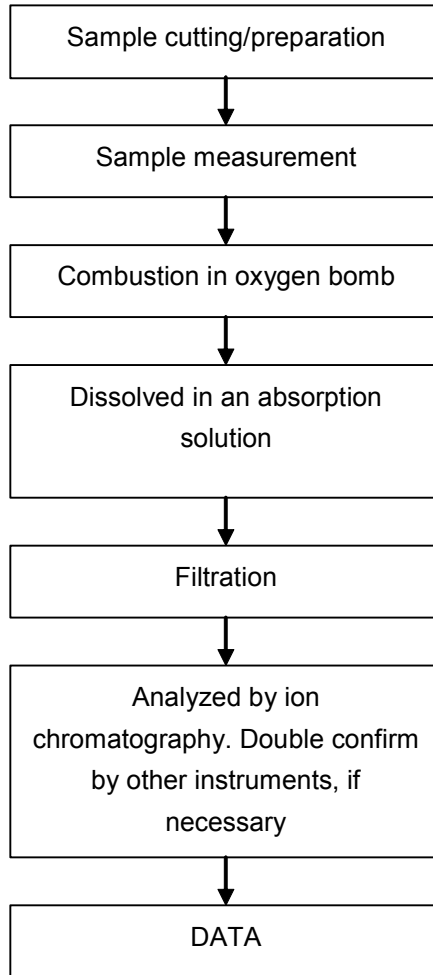 Sample cutting/preparation
Sample measurement
Combustion in oxygen bomb
Dissolved in an absorption
solution
Filtration
Analyzed by ion
chromatography. Double confirm
by other instruments, if
necessary
DATA